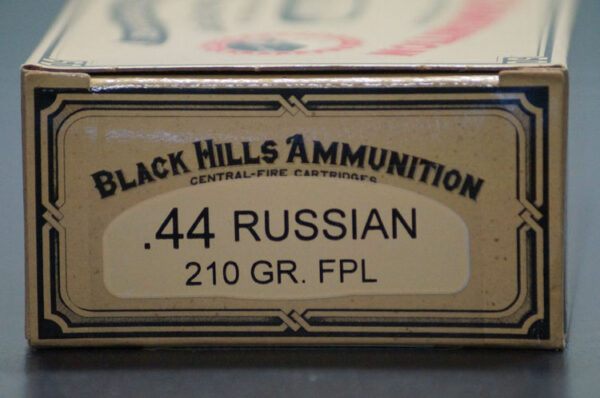 BLACK HILLS AMMUNITION
CENTRAL-FIRE CARTRIDGES
.44 RUSSIAN
210 GR. FPL